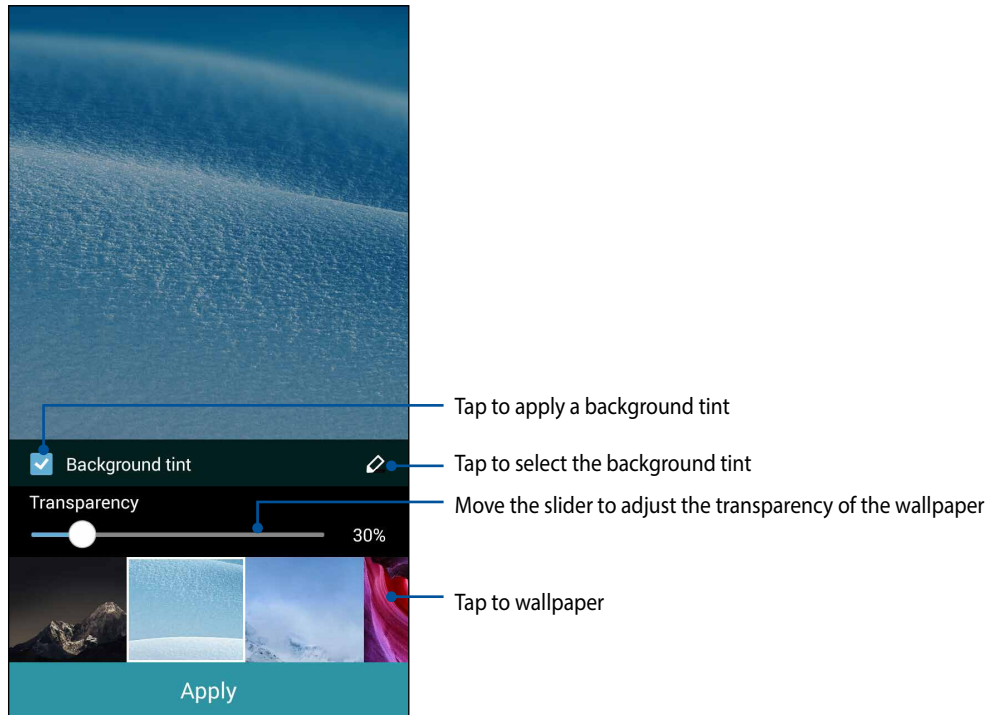 Tap to apply a background tint
Background tint
Tap to select the background tint
Transparency
Move the slider to adjust the transparency of the wallpaper
30%
Tap to wallpaper
Apply